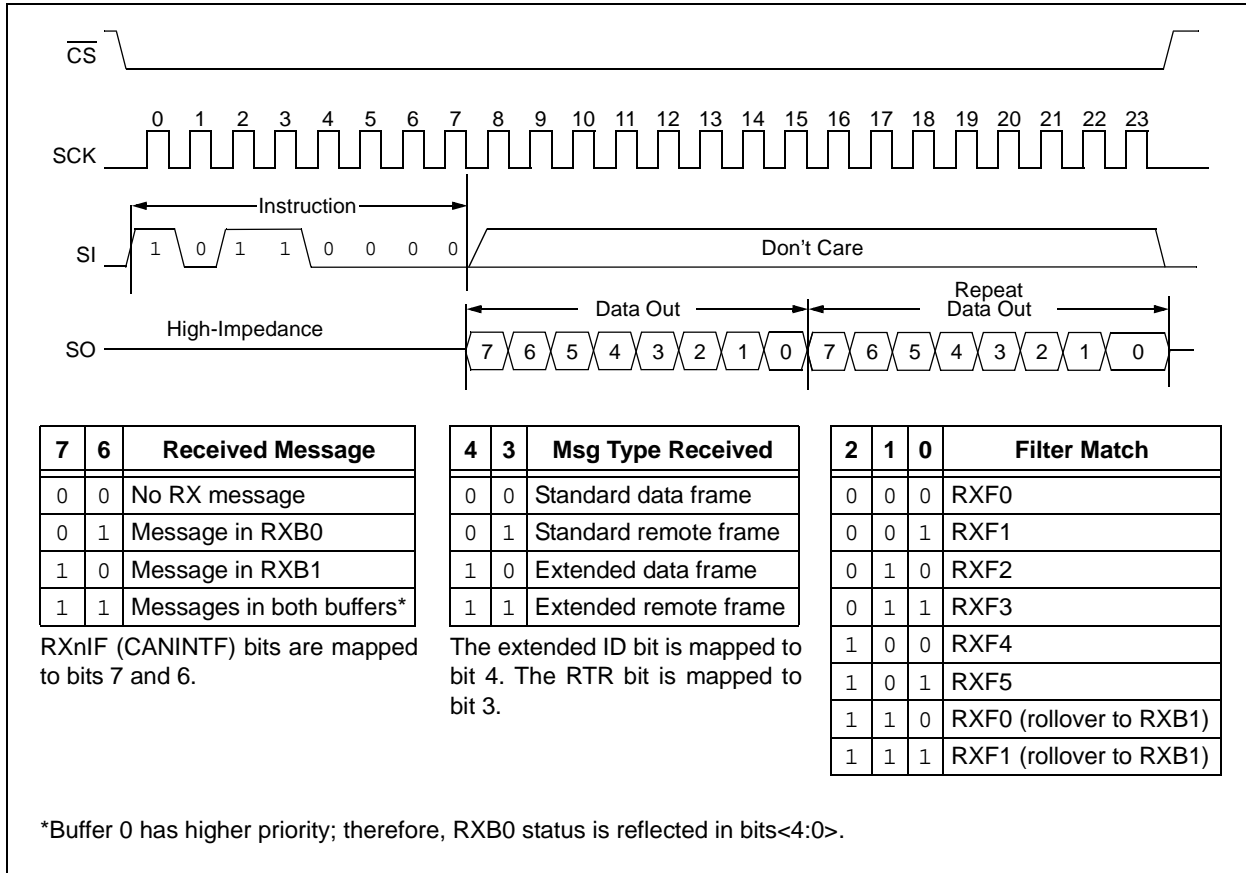 CS
0 1 2 3 4 5 6 7 8 9 10 11 12 13 14 15 16 17 18 19 20 21 22 23
SCK
Instruction
SI 1 0 1 1 0 0 0 0 Don't Care
Repeat
Data Out Data Out
High-Impedance
SO 7 6 5 4 3 2 1 0 7 6 5 4 3 2 1 0
7 6 Received Message
0 0 No RX message
0 1 Message in RXB0
1 0 Message in RXB1
1 1 Messages in both buffers*
RXnIF (CANINTF) bits are mapped
to bits 7 and 6.
4 3 Msg Type Received
0 0 Standard data frame
0 1 Standard remote frame
1 0 Extended data frame
1 1 Extended remote frame
The extended ID bit is mapped to
bit 4. The RTR bit is mapped to
bit 3.
2 1 0 Filter Match
0 0 0 RXF0
0 0 1 RXF1
0 1 0 RXF2
0 1 1 RXF3
1 0 0 RXF4
1 0 1 RXF5
1 1 0 RXF0 (rollover to RXB1)
1 1 1 RXF1 (rollover to RXB1)
*Buffer 0 has higher priority; therefore, RXB0 status is reflected in bits<4:0>.